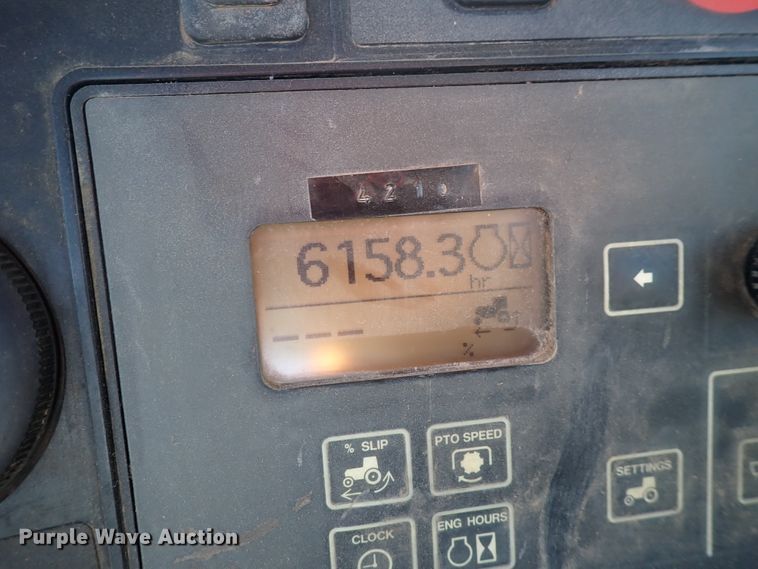 4210
6158.3
hr
---
%
% SLIP
PTO SPEED
SETTINGS
CLOCK
ENG HOURS
Purple Wave Auction